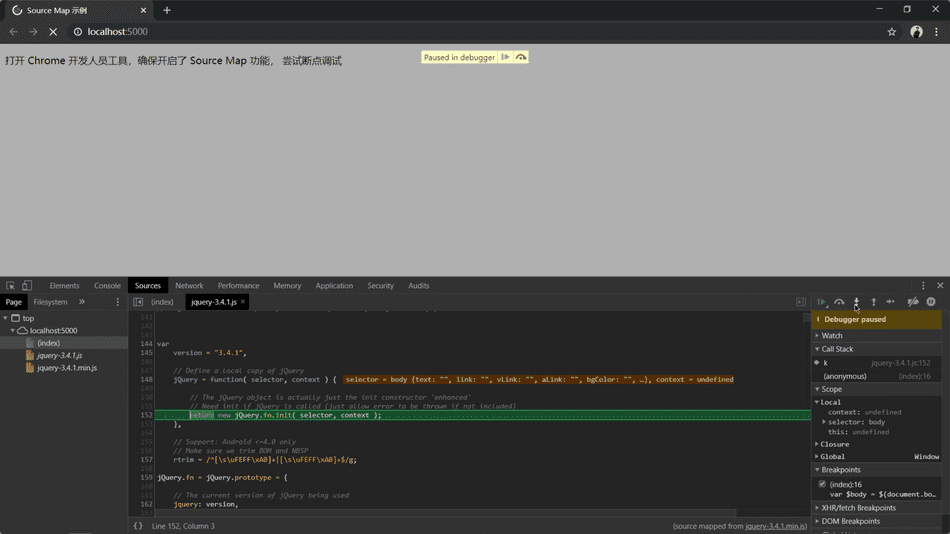 Source Map 示例
localhost:5000
打开 Chrome 开发人员工具，确保开启了 Source Map 功能， 尝试断点调试
Paused in debugger
Elements Console Sources Network Performance Memory Application Security Audits
Page Filesystem » (index) jquery-3.4.1.js ×
top
localhost:5000
(index)
jquery-3.4.1.js
jquery-3.4.1.min.js
141
142
143
144 var
145 version = "3.4.1",
146
147 // Define a local copy of jQuery
148 jQuery = function( selector, context ) { selector = body {text: "", link: "", vLink: "", aLink: "", bgColor: "", …}, context = undefined
149
150 // The jQuery object is actually just the init constructor 'enhanced'
151 // Need init if jQuery is called (just allow error to be thrown if not included)
152 return new jQuery.fn.init( selector, context );
153 },
154
155 // Support: Android <=4.0 only
156 // Make sure we trim BOM and NBSP
157 rtrim = /^[\s\uFEFF\xA0]+|[\s\uFEFF\xA0]+$/g;
158
159 jQuery.fn = jQuery.prototype = {
160
161 // The current version of jQuery being used
162 jquery: version,
163
{ } Line 152, Column 3 (source mapped from jquery-3.4.1.min.js)
Debugger paused
Watch
Call Stack
k jquery-3.4.1.js:152
(anonymous) (index):16
Scope
Local
context: undefined
selector: body
this: undefined
Closure
Global Window
Breakpoints
(index):16
var $body = $(document.bo…
XHR/fetch Breakpoints
DOM Breakpoints